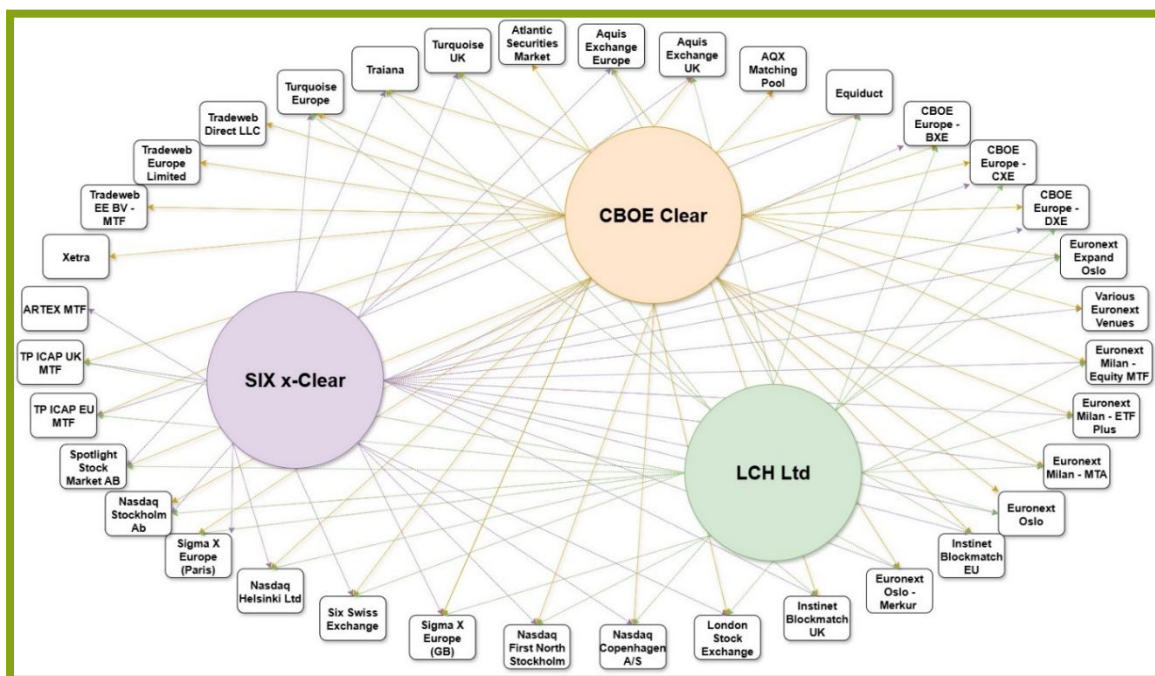 Atlantic
Securities
Market
Aquis
Exchange
Europe
Aquis
Exchange
UK
AQX
Matching
Pool
Equiduct
CBOE
Europe -
BXE
CBOE
Europe -
CXE
CBOE
Europe -
DXE
Euronext
Expand
Oslo
Various
Euronext
Venues
Euronext
Milan -
Equity MTF
Euronext
Milan - ETF
Plus
Euronext
Milan - MTA
Euronext
Oslo
Instinet
Blockmatch
EU
Euronext
Oslo -
Merkur
Instinet
Blockmatch
UK
London
Stock
Exchange
Nasdaq
Copenhagen
A/S
Nasdaq
First North
Stockholm
Sigma X
Europe
(GB)
Six Swiss
Exchange
Nasdaq
Helsinki Ltd
Sigma X
Europe
(Paris)
Nasdaq
Stockholm
Ab
Spotlight
Stock
Market AB
TP ICAP EU
MTF
TP ICAP UK
MTF
ARTEX MTF
Xetra
Tradeweb
EE BV -
MTF
Tradeweb
Europe
Limited
Tradeweb
Direct LLC
Turquoise
Europe
Traiana
Turquoise
UK
CBOE Clear
SIX x-Clear
LCH Ltd